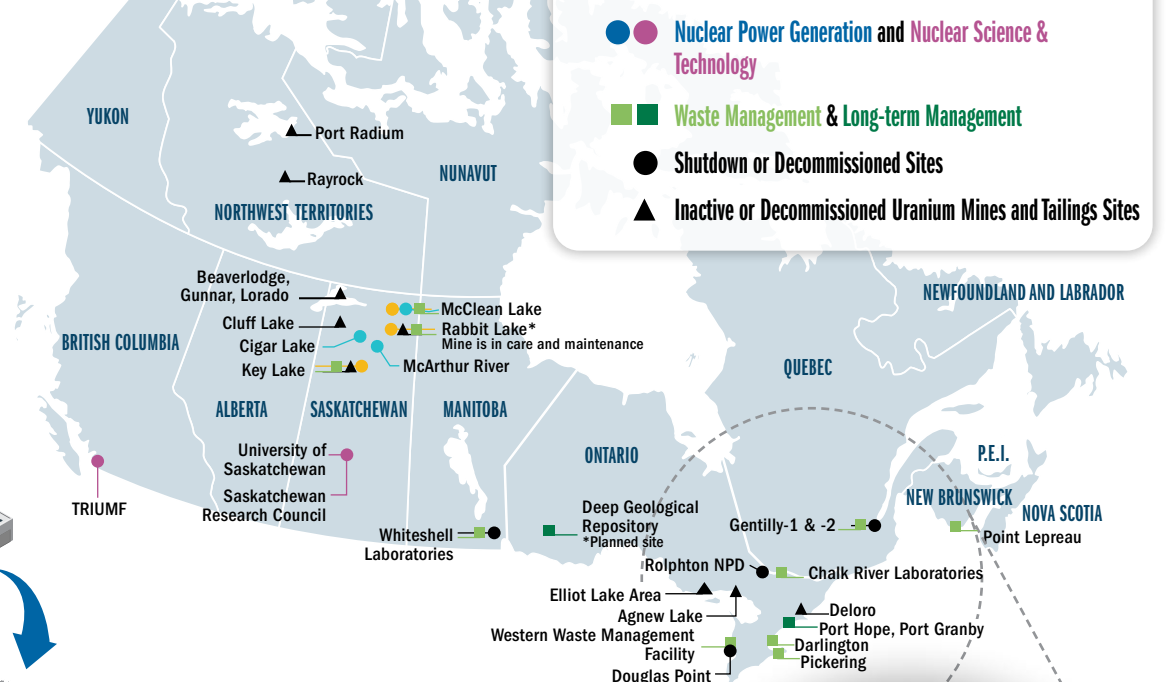 Nuclear Power Generation and Nuclear Science &
Technology
Waste Management & Long-term Management
Shutdown or Decommissioned Sites
Inactive or Decommissioned Uranium Mines and Tailings Sites
YUKON
Port Radium
Rayrock
NUNAVUT
NORTHWEST TERRITORIES
Beaverlodge,
Gunnar, Lorado
McClean Lake
Cluff Lake
Rabbit Lake*
Mine is in care and maintenance
Cigar Lake
McArthur River
Key Lake
BRITISH COLUMBIA
ALBERTA
SASKATCHEWAN
MANITOBA
ONTARIO
QUEBEC
NEWFOUNDLAND AND LABRADOR
P.E.I.
NEW BRUNSWICK
NOVA SCOTIA
University of
Saskatchewan
Saskatchewan
Research Council
TRIUMF
Whiteshell
Laboratories
Deep Geological
Repository
*Planned site
Gentilly-1 & -2
Point Lepreau
Rolphton NPD
Chalk River Laboratories
Elliot Lake Area
Agnew Lake
Deloro
Port Hope, Port Granby
Western Waste Management
Facility
Darlington
Pickering
Douglas Point